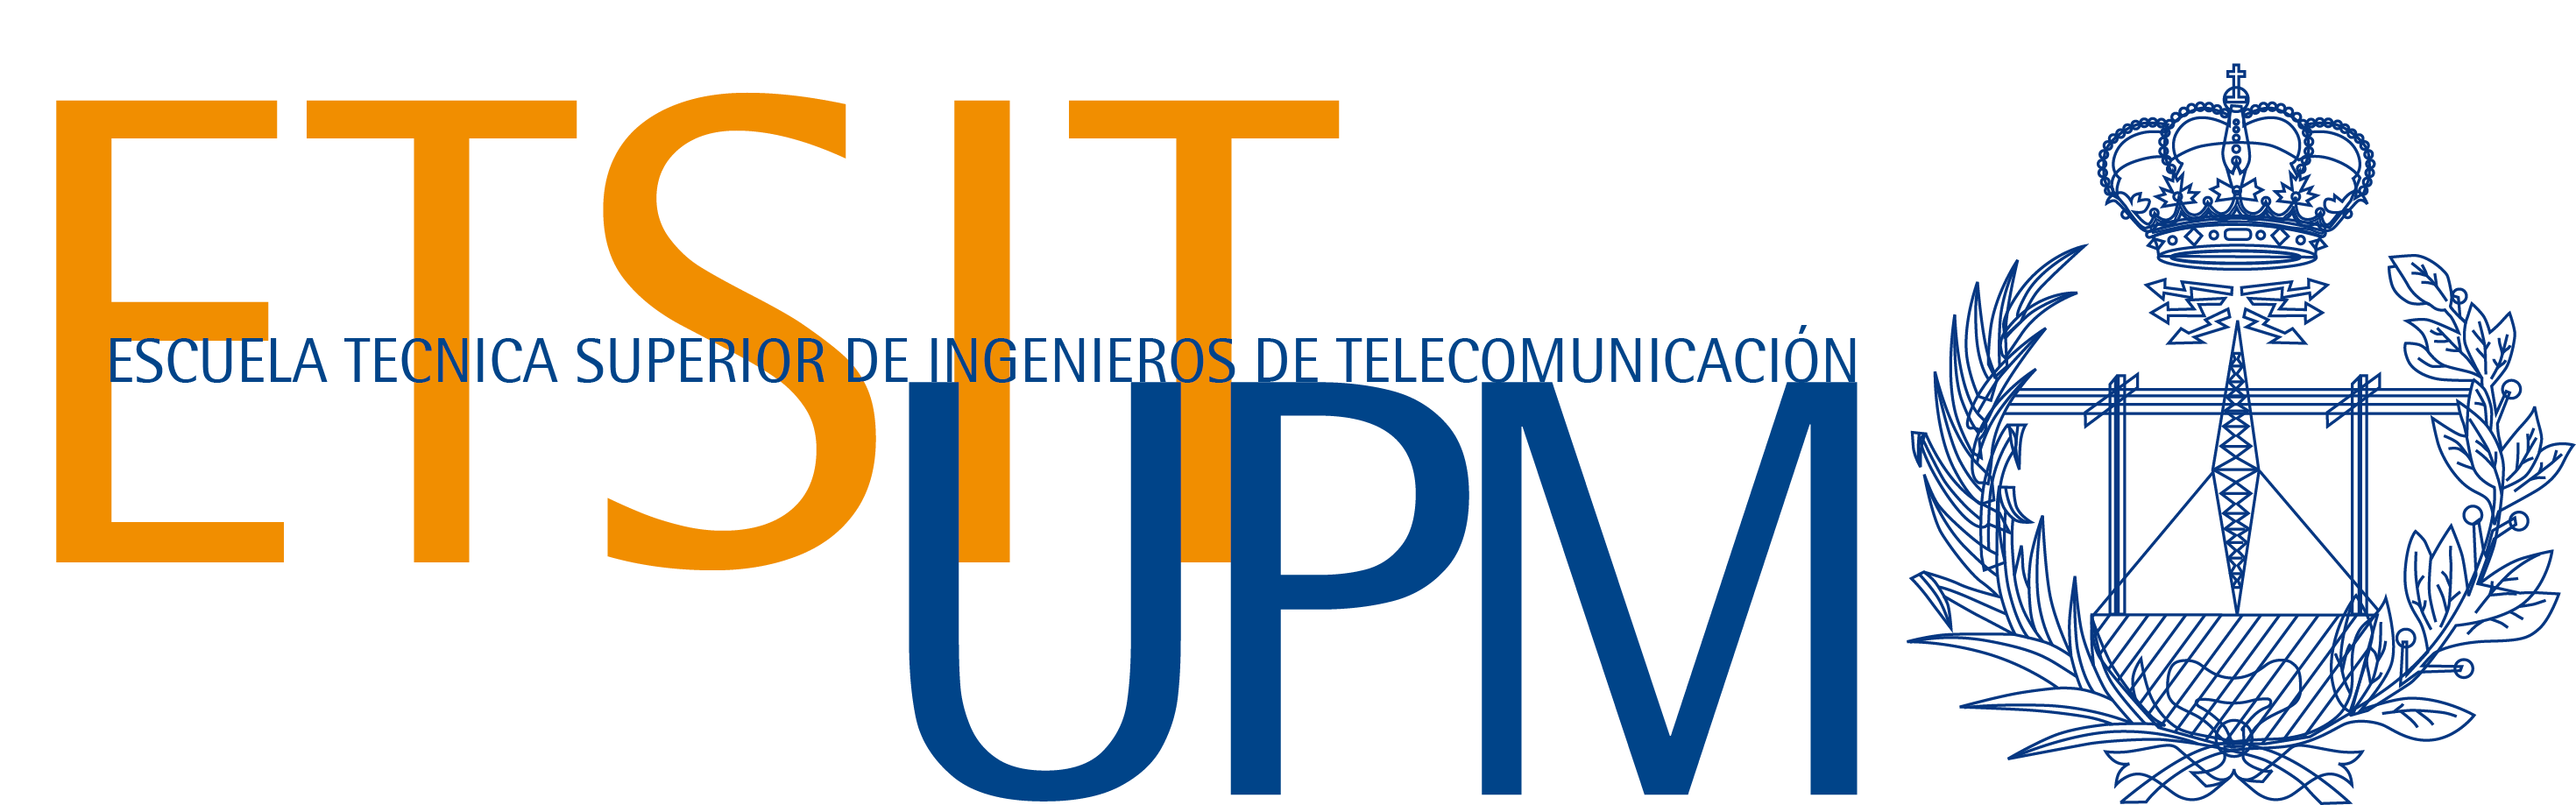 ETSIT
ESCUELA TECNICA SUPERIOR DE INGENIEROS DE TELECOMUNICACIÓN
UPM